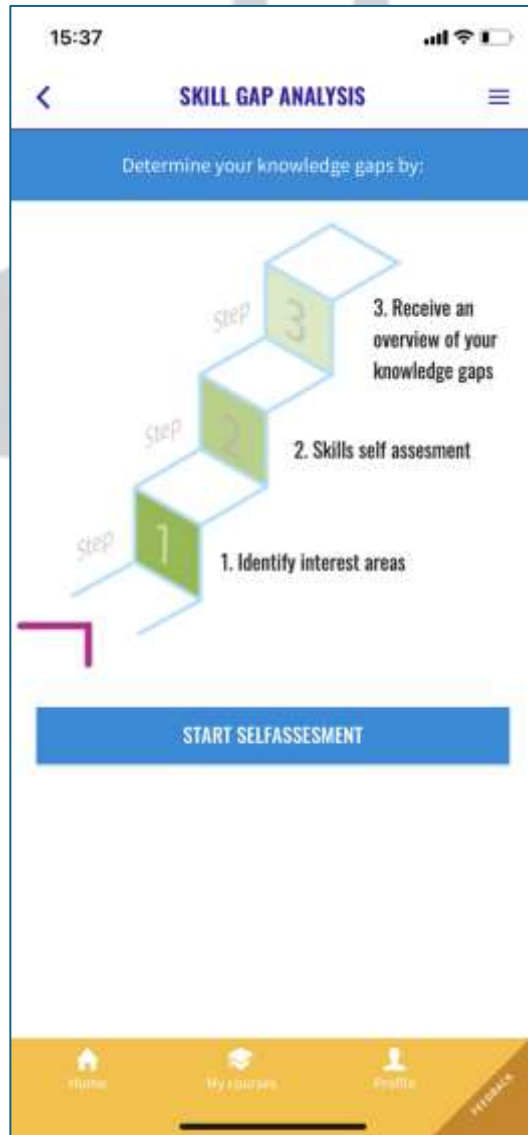 15:37
SKILL GAP ANALYSIS
Determine your knowledge gaps by:
Step 3
3. Receive an
overview of your
knowledge gaps
Step 2
2. Skills self assesment
Step 1
1. Identify interest areas
START SELFASSESMENT
Home
My courses
Profile
FEEDBACK